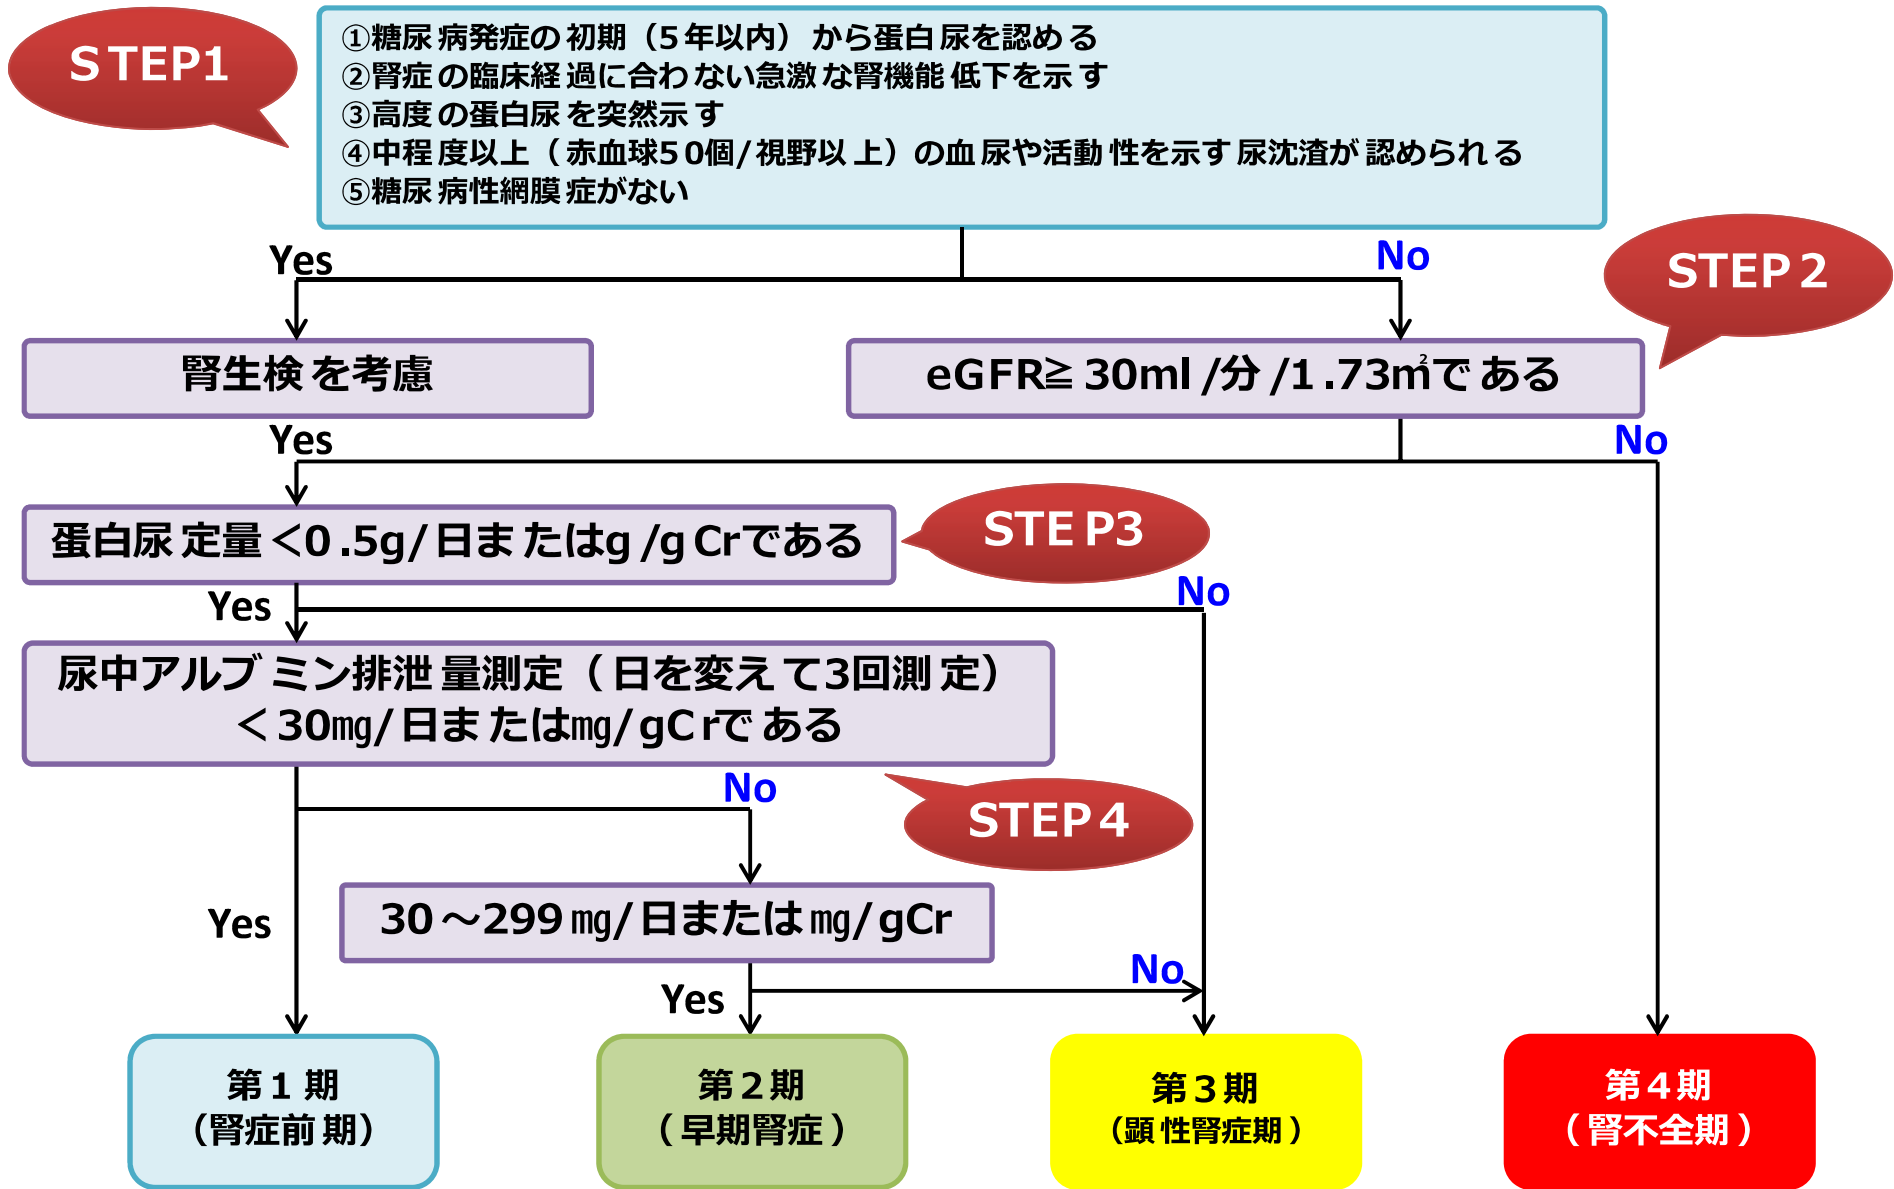 STEP1
①糖尿病発症の初期（5年以内）から蛋白尿を認める
②腎症の臨床経過に合わない急激な腎機能低下を示す
③高度の蛋白尿を突然示す
④中程度以上（赤血球50個/視野以上）の血尿や活動性を示す尿沈渣が認められる
⑤糖尿病性網膜症がない
Yes
No
STEP2
腎生検を考慮
eGFR≧30ml/分/1.73㎡である
Yes
No
蛋白尿定量＜0.5g/日またはg/gCrである
STEP3
Yes
No
尿中アルブミン排泄量測定（日を変えて3回測定）
＜30㎎/日または㎎/gCrである
No
STEP4
Yes
30～299㎎/日または㎎/gCr
No
Yes
第1期
（腎症前期）
第2期
（早期腎症）
第3期
（顕性腎症期）
第4期
（腎不全期）